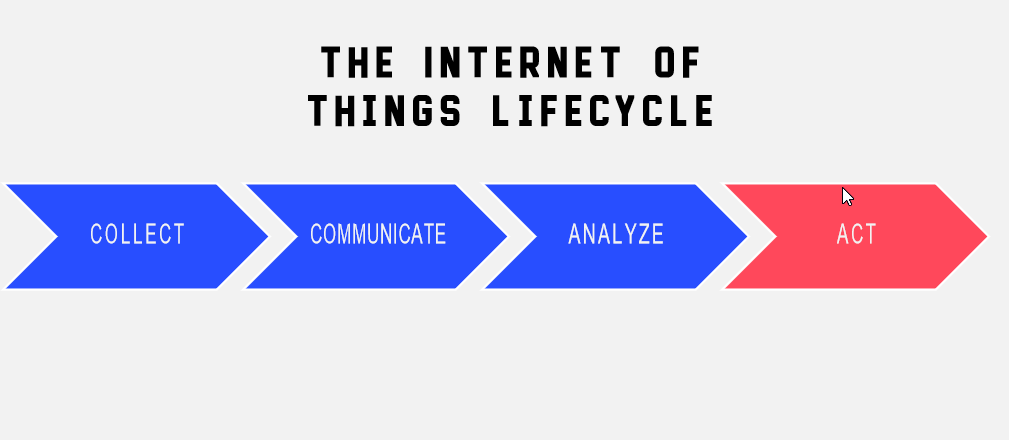 THE INTERNET OF
THINGS LIFECYCLE
COLLECT
COMMUNICATE
ANALYZE
ACT